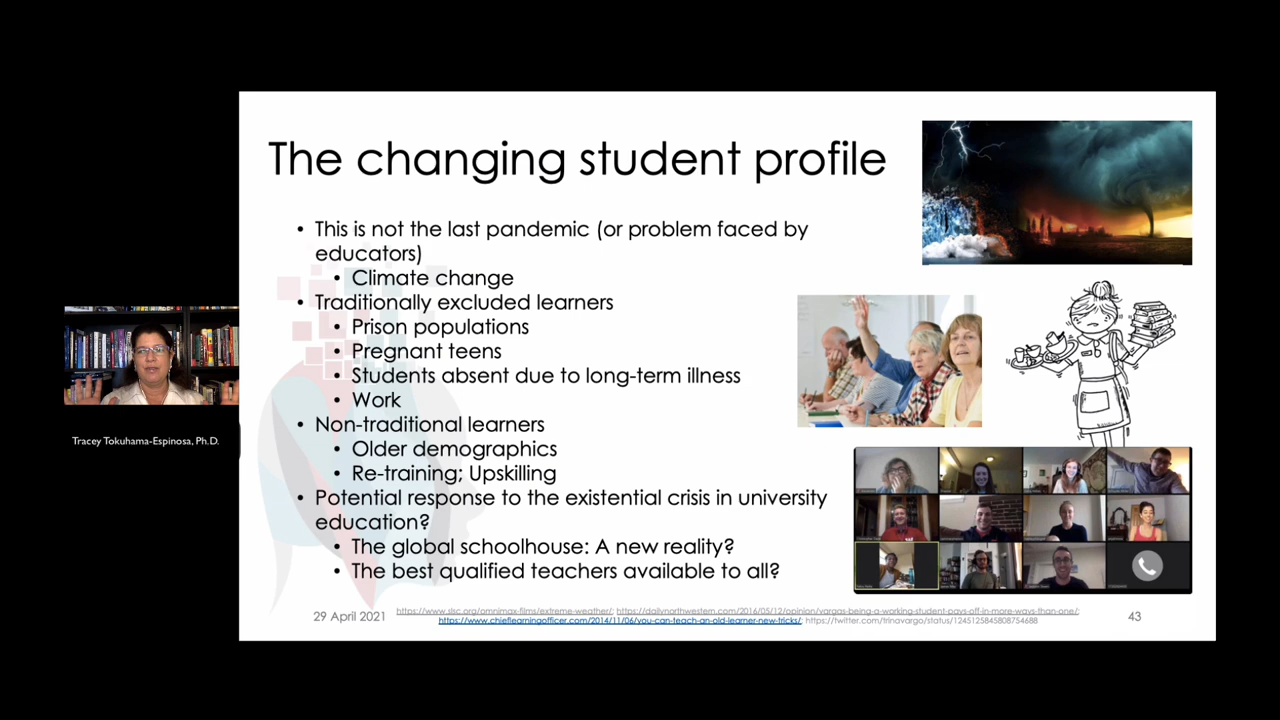 The changing student profile
• This is not the last pandemic (or problem faced by
educators)
• Climate change
• Traditionally excluded learners
• Prison populations
• Pregnant teens
• Students absent due to long-term illness
• Work
• Non-traditional learners
• Older demographics
• Re-training; Upskilling
• Potential response to the existential crisis in university
education?
• The global schoolhouse: A new reality?
• The best qualified teachers available to all?
Tracey Tokuhama-Espinosa, Ph.D.
29 April 2021
https://www.slsc.org/omnimax-films/extreme-weather/; https://dailynorthwestern.com/2016/05/12/opinion/vargas-being-a-working-student-pays-off-in-more-ways-than-one/;
https://www.chieflearningofficer.com/2014/11/06/you-can-teach-an-old-learner-new-tricks/; https://twitter.com/trinavargo/status/1245125845808754688
43